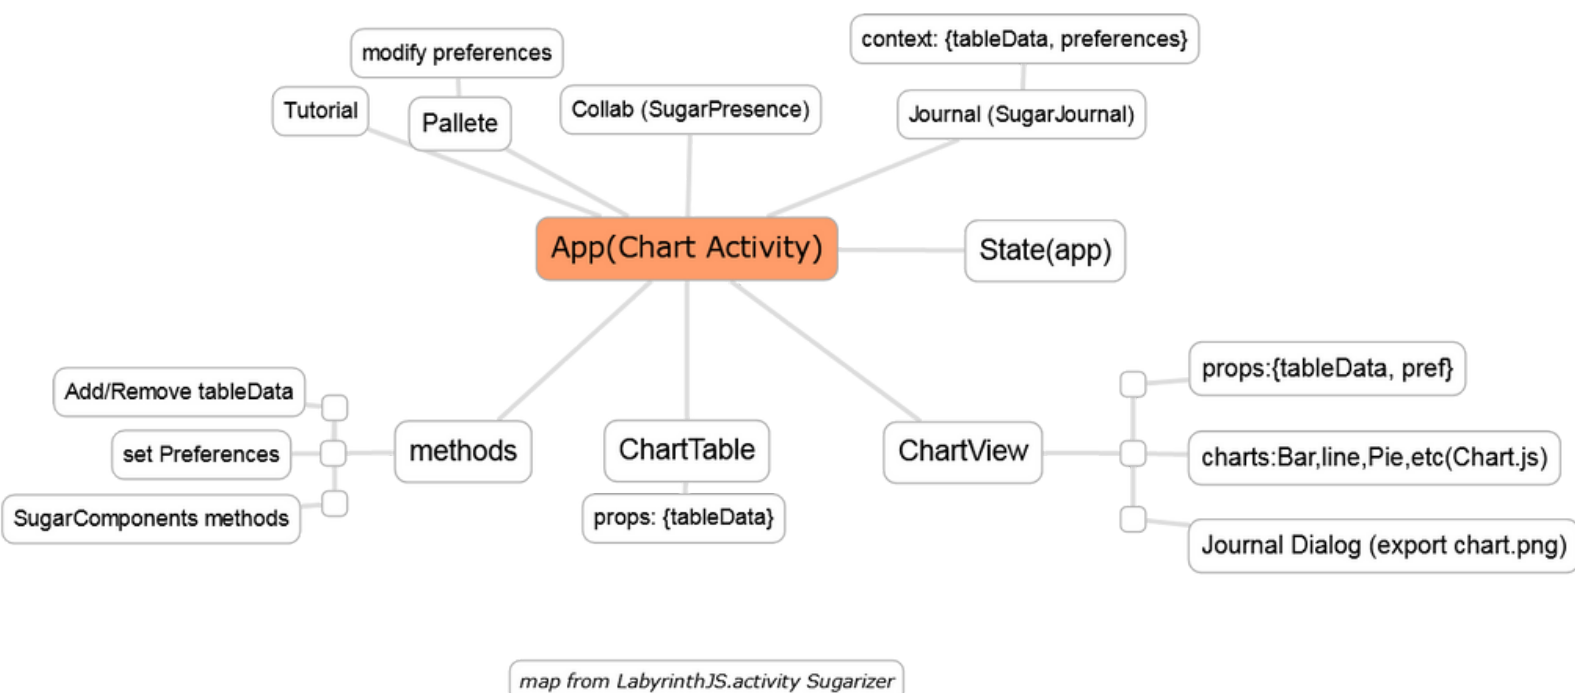 context: {tableData, preferences}
modify preferences
Tutorial
Pallete
Collab (SugarPresence)
Journal (SugarJournal)
App(Chart Activity)
State(app)
props:{tableData, pref}
Add/Remove tableData
methods
ChartTable
ChartView
set Preferences
charts:Bar,line,Pie,etc(Chart.js)
SugarComponents methods
props: {tableData}
Journal Dialog (export chart.png)
map from LabyrinthJS.activity Sugarizer